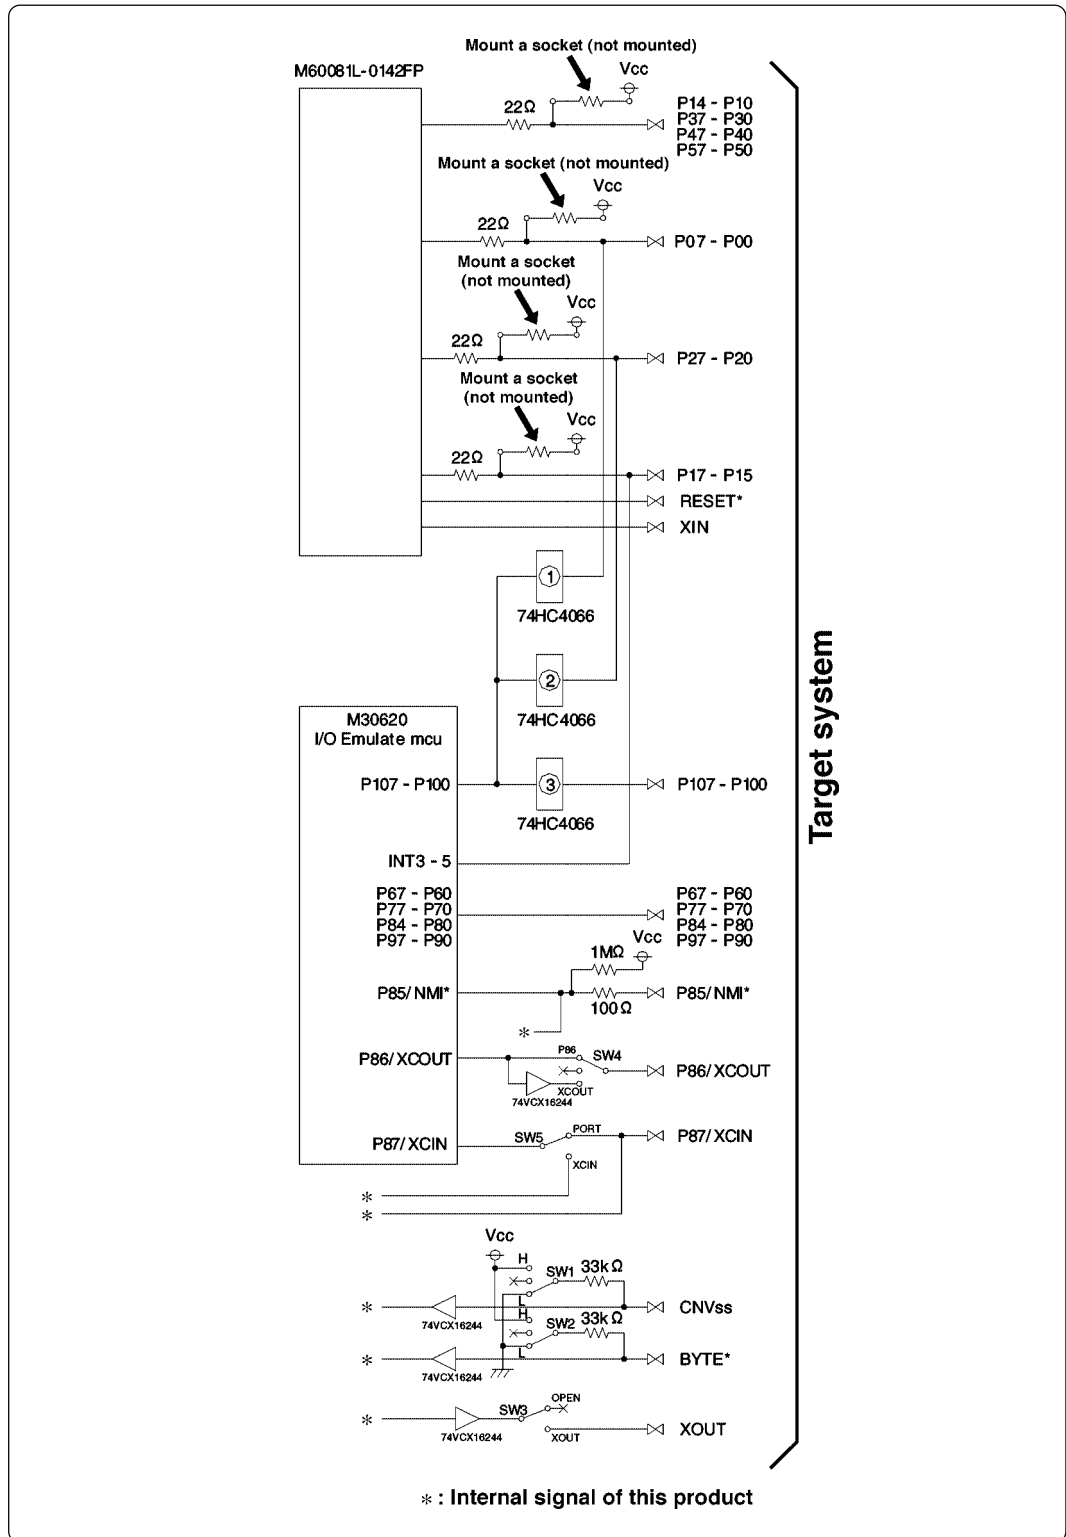 Mount a socket (not mounted)
M60081L-0142FP
Vcc
22Ω
P14 - P10
P37 - P30
P47 - P40
P57 - P50
Mount a socket (not mounted)
Vcc
22Ω
P07 - P00
Mount a socket
(not mounted)
Vcc
22Ω
P27 - P20
Mount a socket
(not mounted)
Vcc
22Ω
P17 - P15
RESET*
XIN
1
74HC4066
2
74HC4066
M30620
I/O Emulate mcu
P107 - P100
3
P107 - P100
74HC4066
Target system
INT3 - 5
P67 - P60
P77 - P70
P84 - P80
P97 - P90
P67 - P60
P77 - P70
P84 - P80
P97 - P90
Vcc
1MΩ
P85/NMI*
P85/NMI*
100Ω
*
P86/XCOUT
P86
SW4
P86/XCOUT
XCOUT
74VCX16244
P87/XCIN
SW5
PORT
P87/XCIN
XCIN
*
*
Vcc
H
SW1
33kΩ
*
L
CNVss
74VCX16244
H
SW2
33kΩ
*
L
BYTE*
74VCX16244
*
SW3
OPEN
74VCX16244
XOUT
XOUT
* : Internal signal of this product